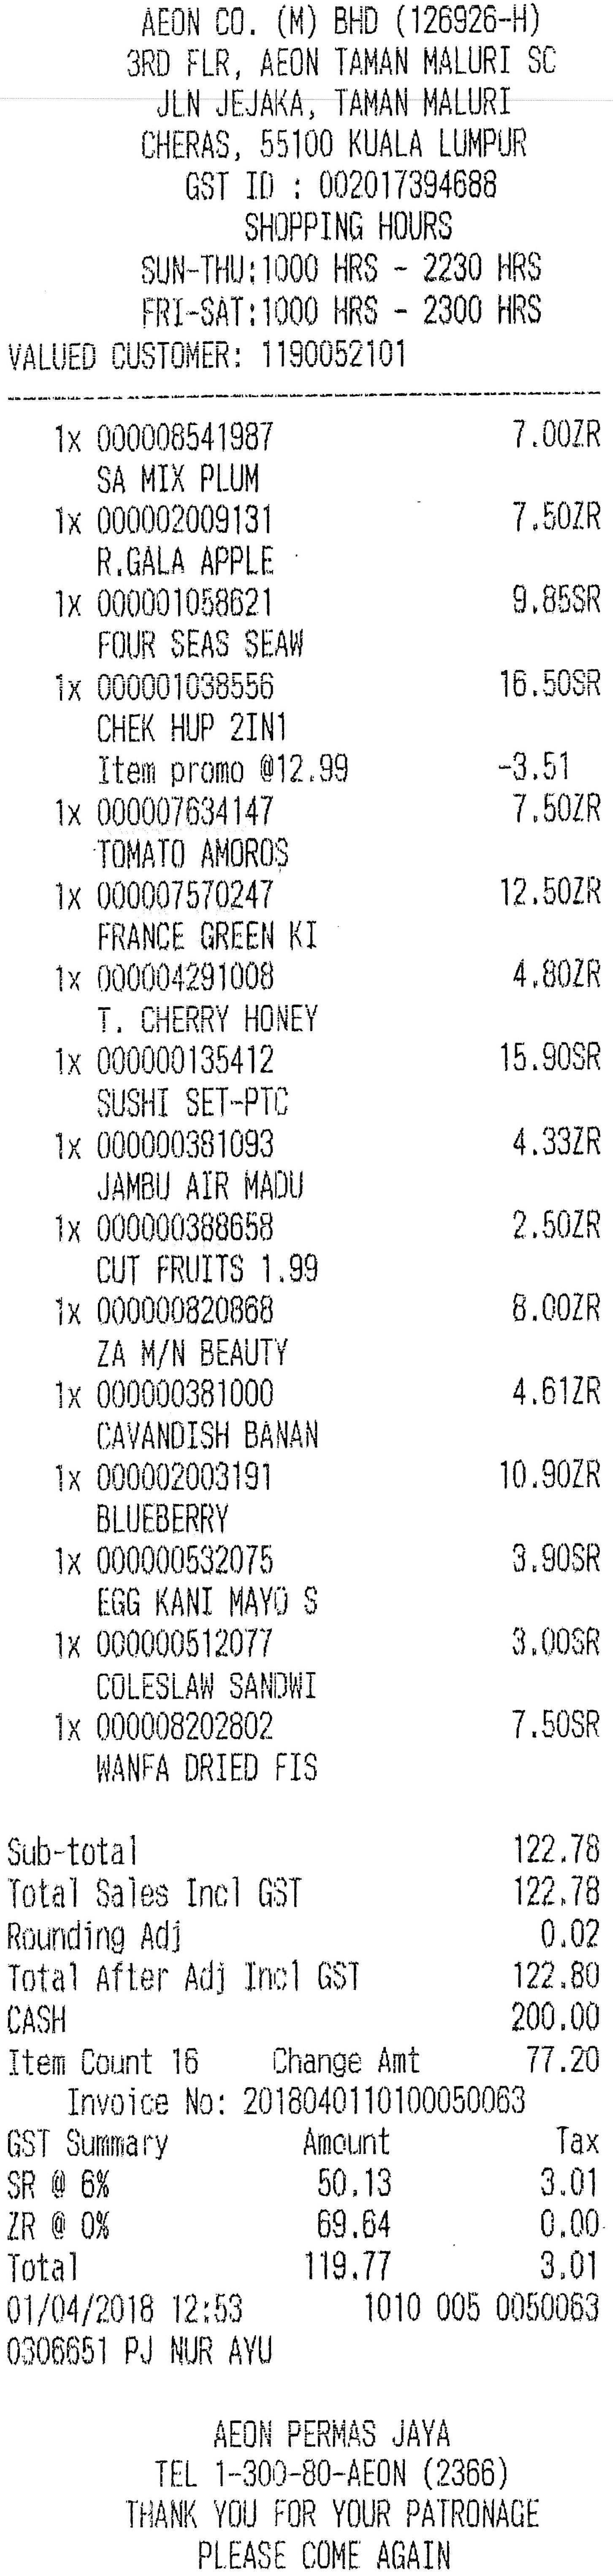 AEON CO. (M) BHD (126926-H)
3RD FLR, AEON TAMAN MALURI SC
JLN JEJAKA, TAMAN MALURI
CHERAS, 55100 KUALA LUMPUR
GST ID : 002017394688
SHOPPING HOURS
SUN-THU:1000 HRS - 2230 HRS
FRI-SAT:1000 HRS - 2300 HRS
VALUED CUSTOMER: 1190052101
1x 000008541987 7.00ZR
SA MIX PLUM
1x 000002009131 7.50ZR
R.GALA APPLE
1x 000001058621 9.85SR
FOUR SEAS SEAW
1x 000001038556 16.50SR
CHEK HUP 2IN1
Item promo @12.99 -3.51
1x 000007634147 7.50ZR
TOMATO AMOROS
1x 000007570247 12.50ZR
FRANCE GREEN KI
1x 000004291008 4.80ZR
T. CHERRY HONEY
1x 000000135412 15.90SR
SUSHI SET-PTC
1x 000000381093 4.33ZR
JAMBU AIR MADU
1x 000000388658 2.50ZR
CUT FRUITS 1.99
1x 000000820868 8.00ZR
ZA M/N BEAUTY
1x 000000381000 4.61ZR
CAVANDISH BANAN
1x 000002003191 10.90ZR
BLUEBERRY
1x 000000532075 3.90SR
EGG KANI MAYO S
1x 000000512077 3.00SR
COLESLAW SANDWI
1x 000008202802 7.50SR
WANFA DRIED FIS
Sub-total 122.78
Total Sales Incl GST 122.78
Rounding Adj 0.02
Total After Adj Incl GST 122.80
CASH 200.00
Item Count 16 Change Amt 77.20
Invoice No: 2018040110100050063
GST Summary Amount Tax
SR @ 6% 50.13 3.01
ZR @ 0% 69.64 0.00
Total 119.77 3.01
01/04/2018 12:53 1010 005 0050063
0306651 PJ NUR AYU
AEON PERMAS JAYA
TEL 1-300-80-AEON (2366)
THANK YOU FOR YOUR PATRONAGE
PLEASE COME AGAIN